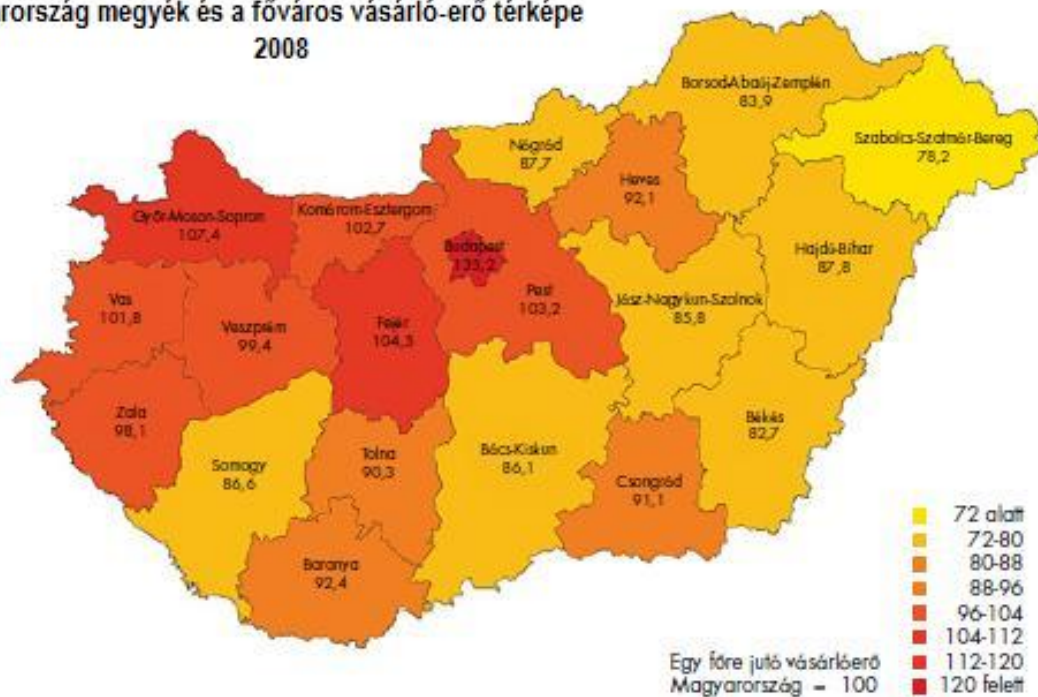 rország megyék és a főváros vásárló-erő térképe
2008
Borsod-Abaúj-Zemplén
83,9
Szabolcs-Szatmár-Bereg
78,2
Nógród
87,7
Heves
92,1
Győr-Moson-Sopron
107,4
Komárom-Esztergom
102,7
Budapest
133,2
Pest
103,2
Hajdú-Bihar
87,8
Jász-Nagykun-Szolnok
85,8
Vas
101,8
Veszprém
99,4
Fejér
104,3
Zala
98,1
Somogy
86,6
Tolna
90,3
Bács-Kiskun
86,1
Csongrád
91,1
Békés
82,7
Baranya
92,4
72 alatt
72-80
80-88
88-96
96-104
104-112
112-120
120 felett
Egy főre jutó vásárlóerő
Magyarország = 100